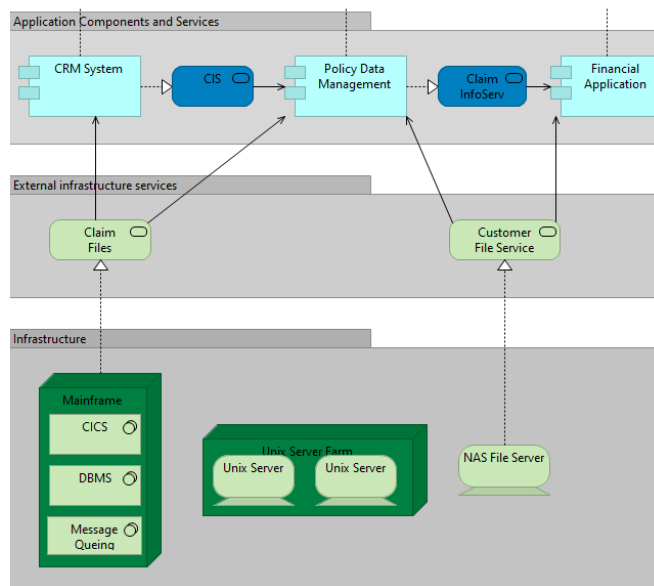 Application Components and Services
CRM System
CIS
Policy Data
Management
Claim
InfoServ
Financial
Application
External infrastructure services
Claim
Files
Customer
File Service
Infrastructure
Mainframe
CICS
DBMS
Message
Queing
Unix Server Farm
Unix Server
Unix Server
NAS File Server